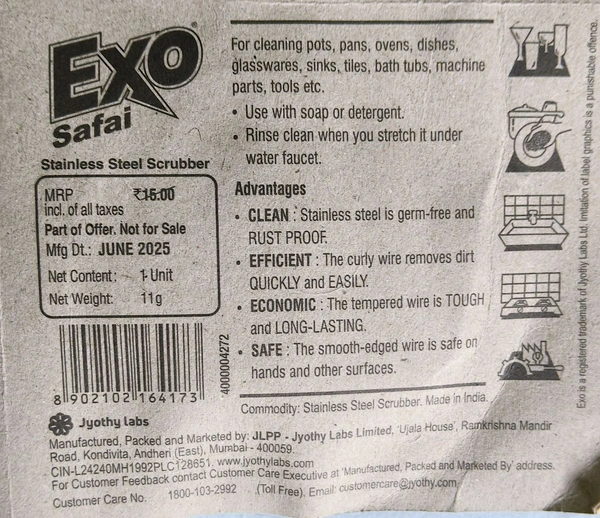 EXO
Safai
Stainless Steel Scrubber
MRP ₹15.00
incl. of all taxes
Part of Offer. Not for Sale
Mfg Dt.: JUNE 2025
Net Content: 1 Unit
Net Weight: 11g
8 902102 164173
4000004272
For cleaning pots, pans, ovens, dishes,
glasswares, sinks, tiles, bath tubs, machine
parts, tools etc.
• Use with soap or detergent.
• Rinse clean when you stretch it under
water faucet.
Advantages
• CLEAN : Stainless steel is germ-free and
RUST PROOF.
• EFFICIENT : The curly wire removes dirt
QUICKLY and EASILY.
• ECONOMIC : The tempered wire is TOUGH
and LONG-LASTING.
• SAFE : The smooth-edged wire is safe on
hands and other surfaces.
Commodity: Stainless Steel Scrubber. Made in India.
Jyothy labs
Manufactured, Packed and Marketed by: JLPP - Jyothy Labs Limited, 'Ujala House', Ramkrishna Mandir
Road, Kondivita, Andheri (East), Mumbai - 400059.
CIN-L24240MH1992PLC128651. www.jyothylabs.com
For Customer Feedback contact Customer Care Executive at 'Manufactured, Packed and Marketed By' address.
Customer Care No. 1800-103-2992 (Toll Free). Email: customercare@jyothy.com
Exo is a registered trademark of Jyothy Labs Ltd. Imitation of label graphics is a punishable offence.